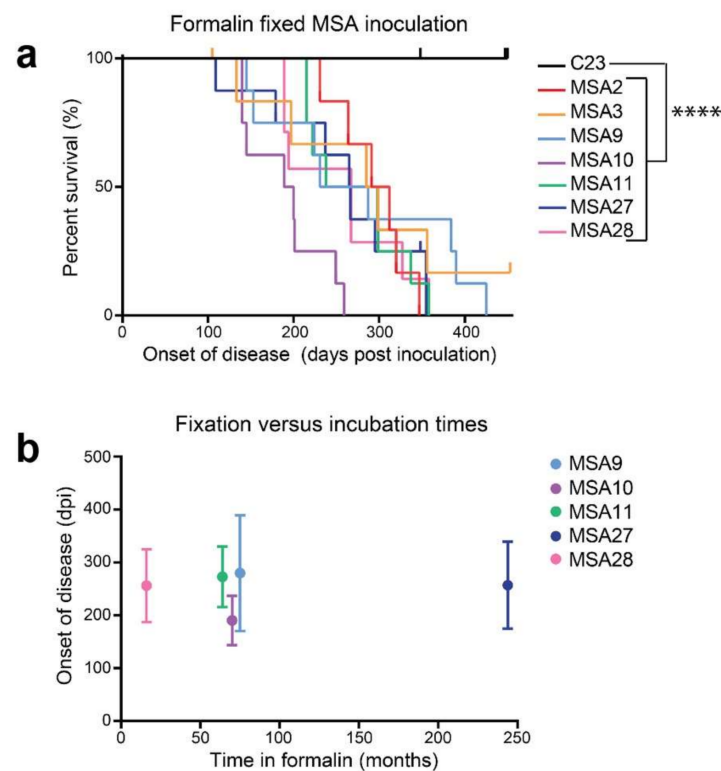 Formalin fixed MSA inoculation
a
100
50
0
Percent survival (%)
0 100 200 300 400
Onset of disease (days post inoculation)
C23
MSA2
MSA3
MSA9
MSA10
MSA11
MSA27
MSA28
****
Fixation versus incubation times
b
500
400
300
200
100
0
Onset of disease (dpi)
0 50 100 150 200 250
Time in formalin (months)
MSA9
MSA10
MSA11
MSA27
MSA28